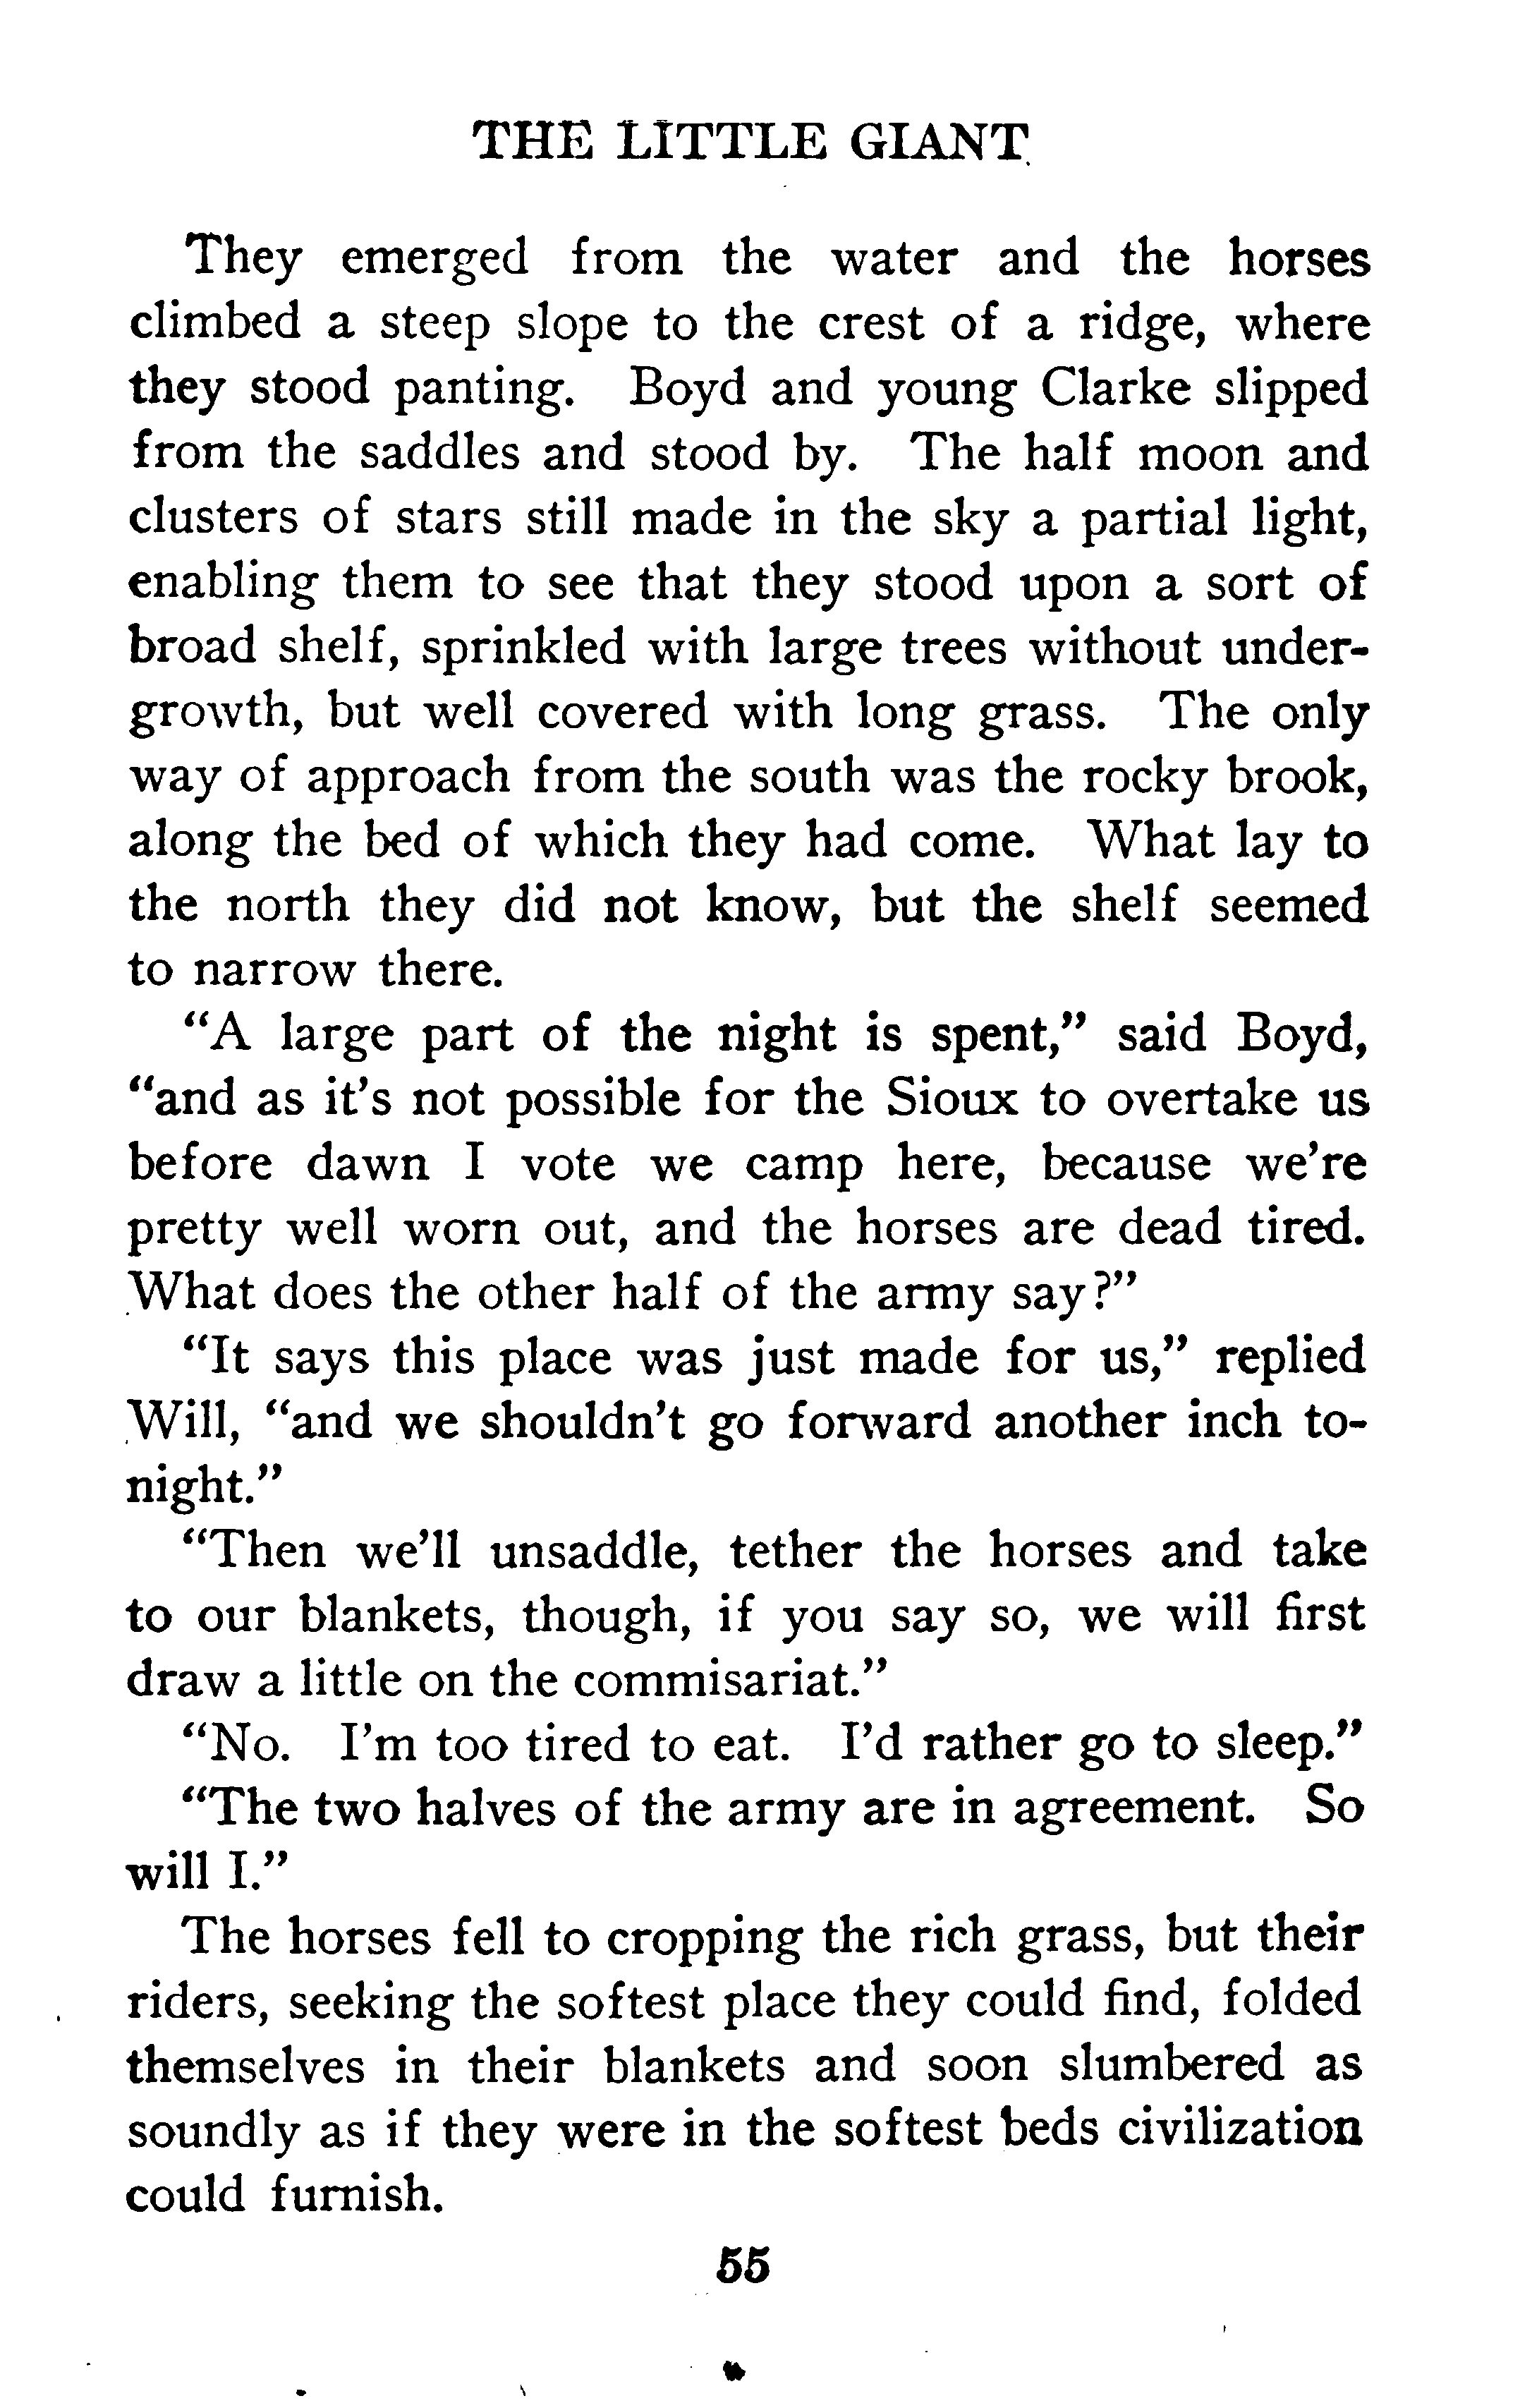 THE LITTLE GIANT
They emerged from the water and the horses
climbed a steep slope to the crest of a ridge, where
they stood panting. Boyd and young Clarke slipped
from the saddles and stood by. The half moon and
clusters of stars still made in the sky a partial light,
enabling them to see that they stood upon a sort of
broad shelf, sprinkled with large trees without under-
growth, but well covered with long grass. The only
way of approach from the south was the rocky brook,
along the bed of which they had come. What lay to
the north they did not know, but the shelf seemed
to narrow there.
"A large part of the night is spent," said Boyd,
"and as it's not possible for the Sioux to overtake us
before dawn I vote we camp here, because we're
pretty well worn out, and the horses are dead tired.
What does the other half of the army say?"
"It says this place was just made for us," replied
Will, "and we shouldn't go forward another inch to-
night."
"Then we'll unsaddle, tether the horses and take
to our blankets, though, if you say so, we will first
draw a little on the commisariat."
"No. I'm too tired to eat. I'd rather go to sleep."
"The two halves of the army are in agreement. So
will I."
The horses fell to cropping the rich grass, but their
riders, seeking the softest place they could find, folded
themselves in their blankets and soon slumbered as
soundly as if they were in the softest beds civilization
could furnish.
55